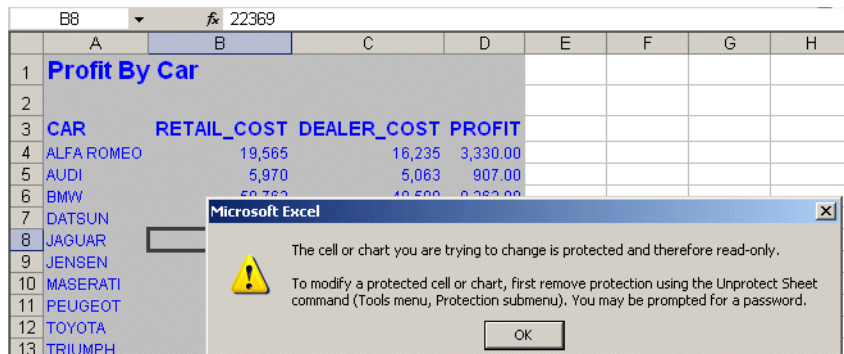 B8 fx 22369
A B C D E F G H
1 Profit By Car
2
3 CAR RETAIL_COST DEALER_COST PROFIT
4 ALFA ROMEO 19,565 16,235 3,330.00
5 AUDI 5,970 5,063 907.00
6 BMW
7 DATSUN
8 JAGUAR
9 JENSEN
10 MASERATI
11 PEUGEOT
12 TOYOTA
13 TRIUMPH
Microsoft Excel
The cell or chart you are trying to change is protected and therefore read-only.
To modify a protected cell or chart, first remove protection using the Unprotect Sheet
command (Tools menu, Protection submenu). You may be prompted for a password.
OK